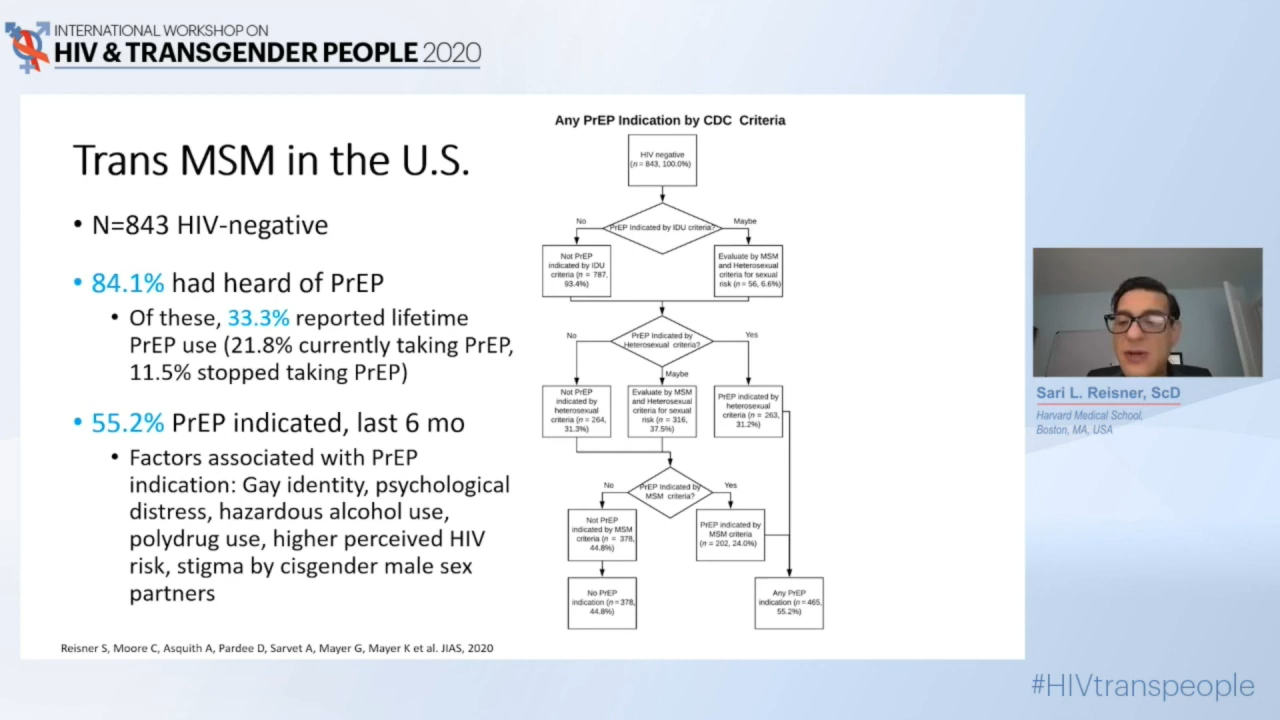 INTERNATIONAL WORKSHOP ON
HIV & TRANSGENDER PEOPLE 2020
Trans MSM in the U.S.
• N=843 HIV-negative
• 84.1% had heard of PrEP
• Of these, 33.3% reported lifetime
PrEP use (21.8% currently taking PrEP,
11.5% stopped taking PrEP)
• 55.2% PrEP indicated, last 6 mo
• Factors associated with PrEP
indication: Gay identity, psychological
distress, hazardous alcohol use,
polydrug use, higher perceived HIV
risk, stigma by cisgender male sex
partners
Reisner S, Moore C, Asquith A, Pardee D, Sarvet A, Mayer G, Mayer K et al. JIAS, 2020
Any PrEP Indication by CDC Criteria
HIV negative
(n = 843, 100.0%)
PrEP Indicated by IDU criteria?
No
Maybe
Not PrEP
indicated by IDU
criteria (n = 787,
93.4%)
Evaluate by MSM
and Heterosexual
criteria for sexual
risk (n = 56, 6.6%)
PrEP Indicated by
Heterosexual criteria?
No
Maybe
Yes
Not PrEP
indicated by
heterosexual
criteria (n = 264,
31.3%)
Evaluate by MSM
and Heterosexual
criteria for sexual
risk (n = 316,
37.5%)
PrEP indicated by
heterosexual
criteria (n = 263,
31.2%)
PrEP Indicated by
MSM criteria?
No
Yes
Not PrEP
indicated by MSM
criteria (n = 378,
44.8%)
PrEP indicated by
MSM criteria
(n = 202, 24.0%)
No PrEP
indication (n = 378,
44.8%)
Any PrEP
indication (n = 465,
55.2%)
Sari L. Reisner, ScD
Harvard Medical School,
Boston, MA, USA
#HIVtranspeople